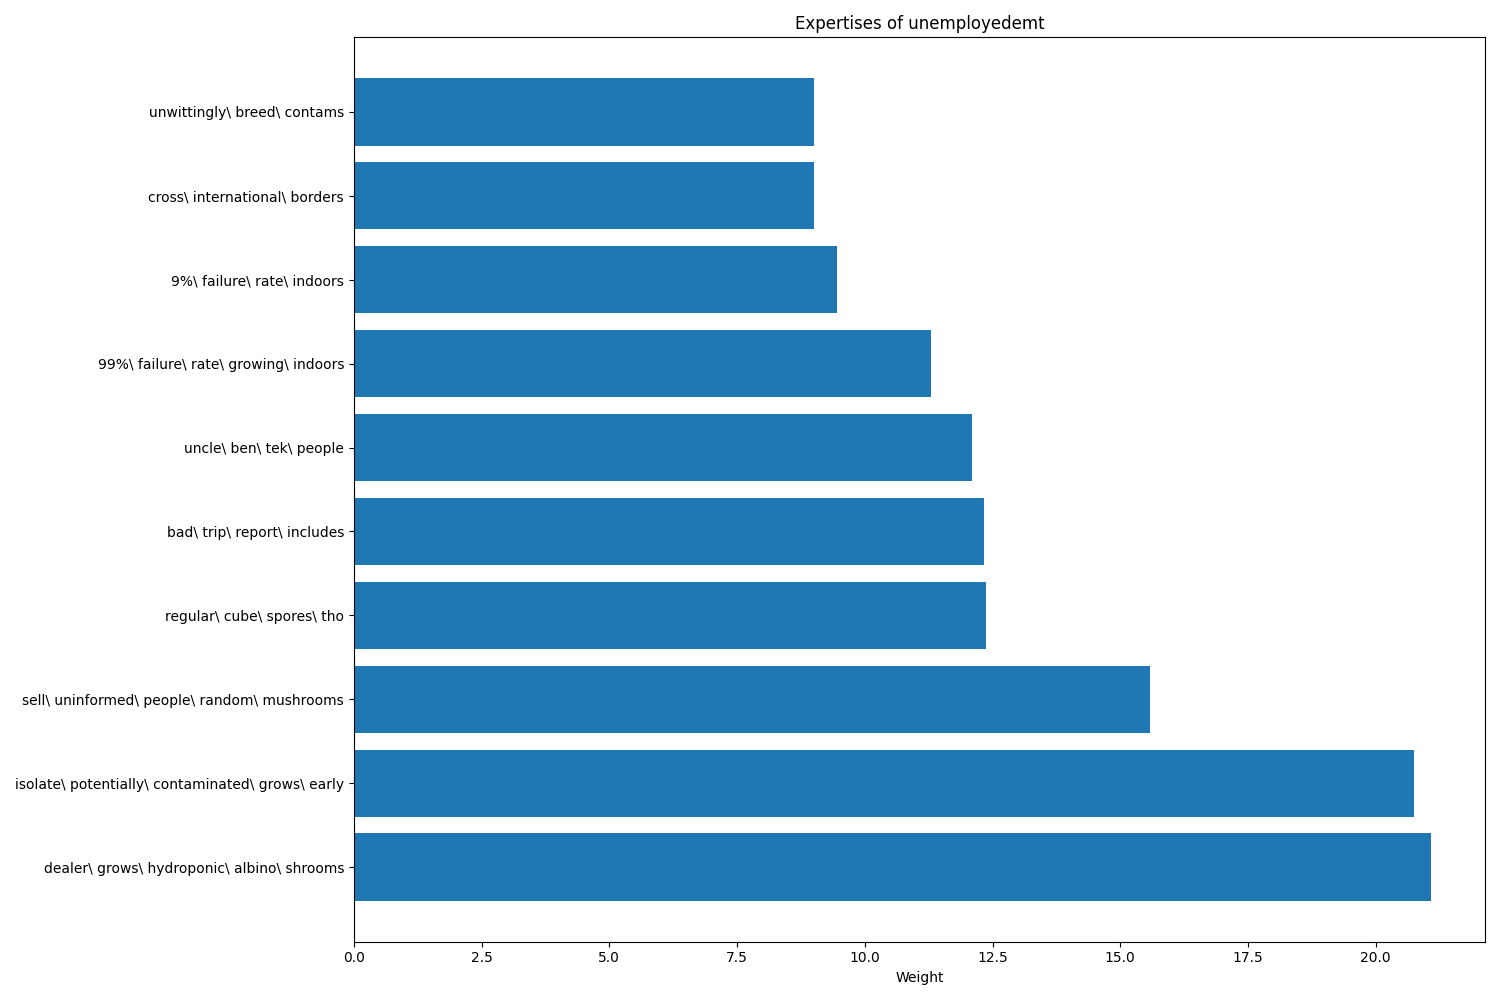 Expertises of unemployedemt
unwittingly\ breed\ contams
cross\ international\ borders
9%\ failure\ rate\ indoors
99%\ failure\ rate\ growing\ indoors
uncle\ ben\ tek\ people
bad\ trip\ report\ includes
regular\ cube\ spores\ tho
sell\ uninformed\ people\ random\ mushrooms
isolate\ potentially\ contaminated\ grows\ early
dealer\ grows\ hydroponic\ albino\ shrooms
0.0 2.5 5.0 7.5 10.0 12.5 15.0 17.5 20.0
Weight